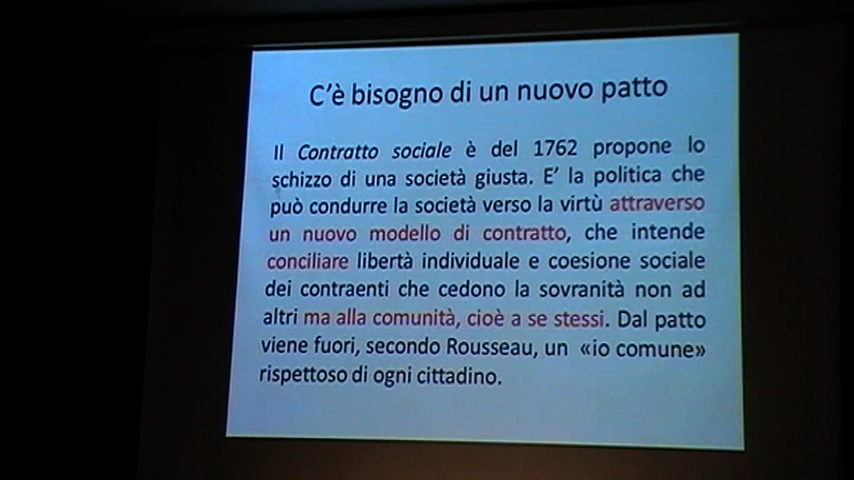 C'è bisogno di un nuovo patto
Il Contratto sociale è del 1762 propone lo
schizzo di una società giusta. E' la politica che
può condurre la società verso la virtù attraverso
un nuovo modello di contratto, che intende
conciliare libertà individuale e coesione sociale
dei contraenti che cedono la sovranità non ad
altri ma alla comunità, cioè a se stessi. Dal patto
viene fuori, secondo Rousseau, un «io comune»
rispettoso di ogni cittadino.